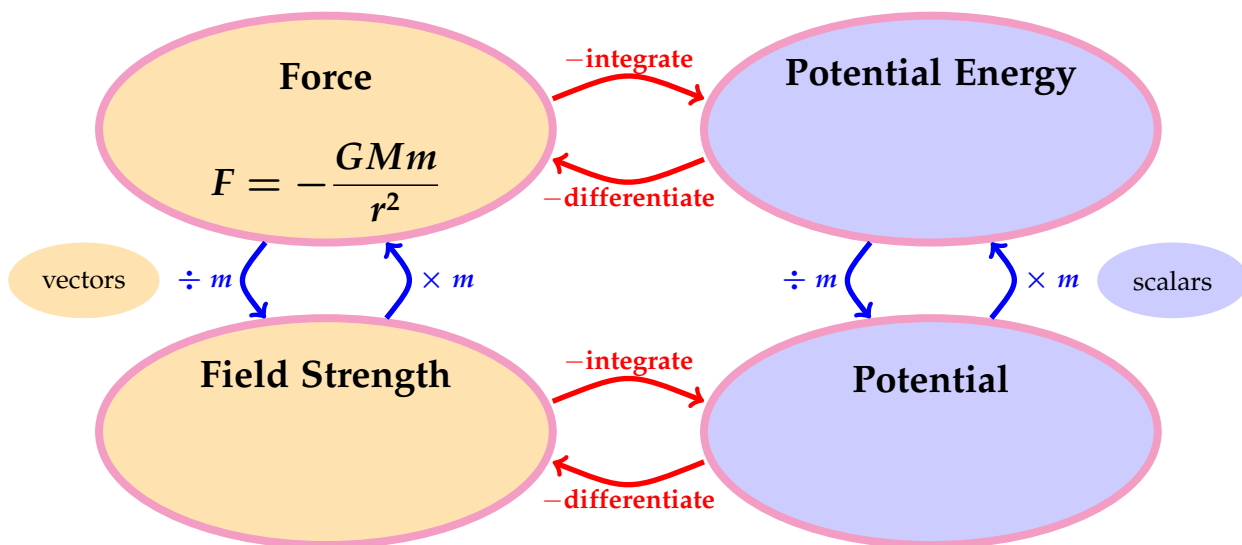 Force
F = −GMm/r²
Potential Energy
−integrate
−differentiate
vectors
÷ m
× m
÷ m
× m
scalars
Field Strength
Potential
−integrate
−differentiate